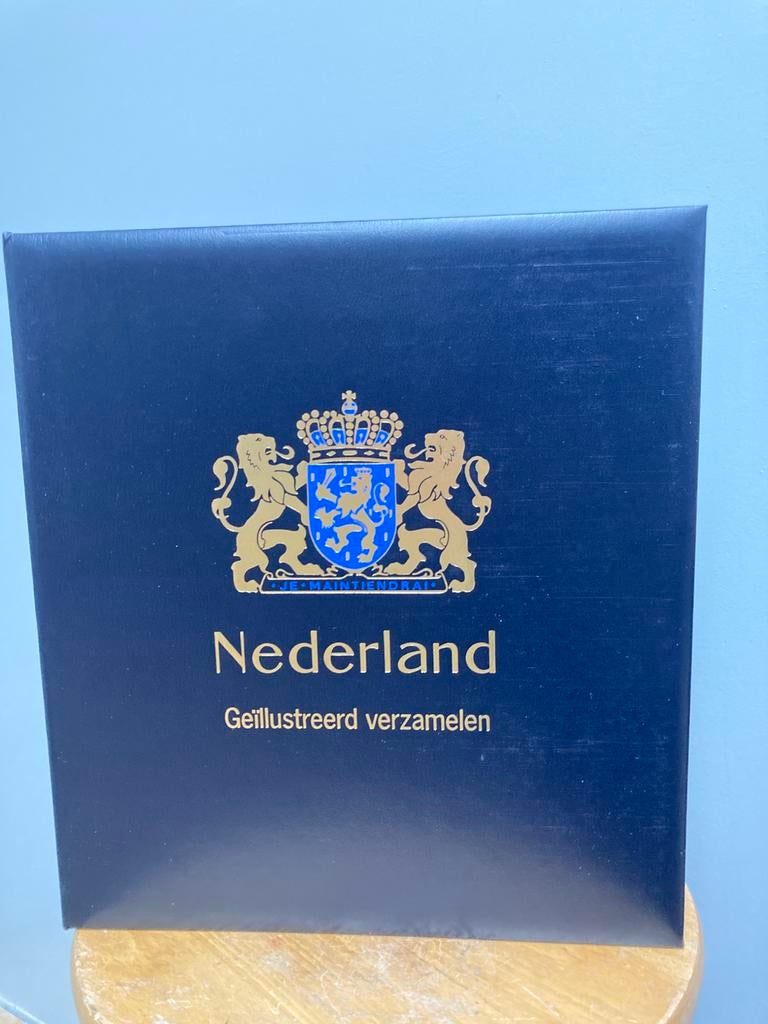 ·JE·MAINTIENDRAI·
Nederland
Geïllustreerd verzamelen